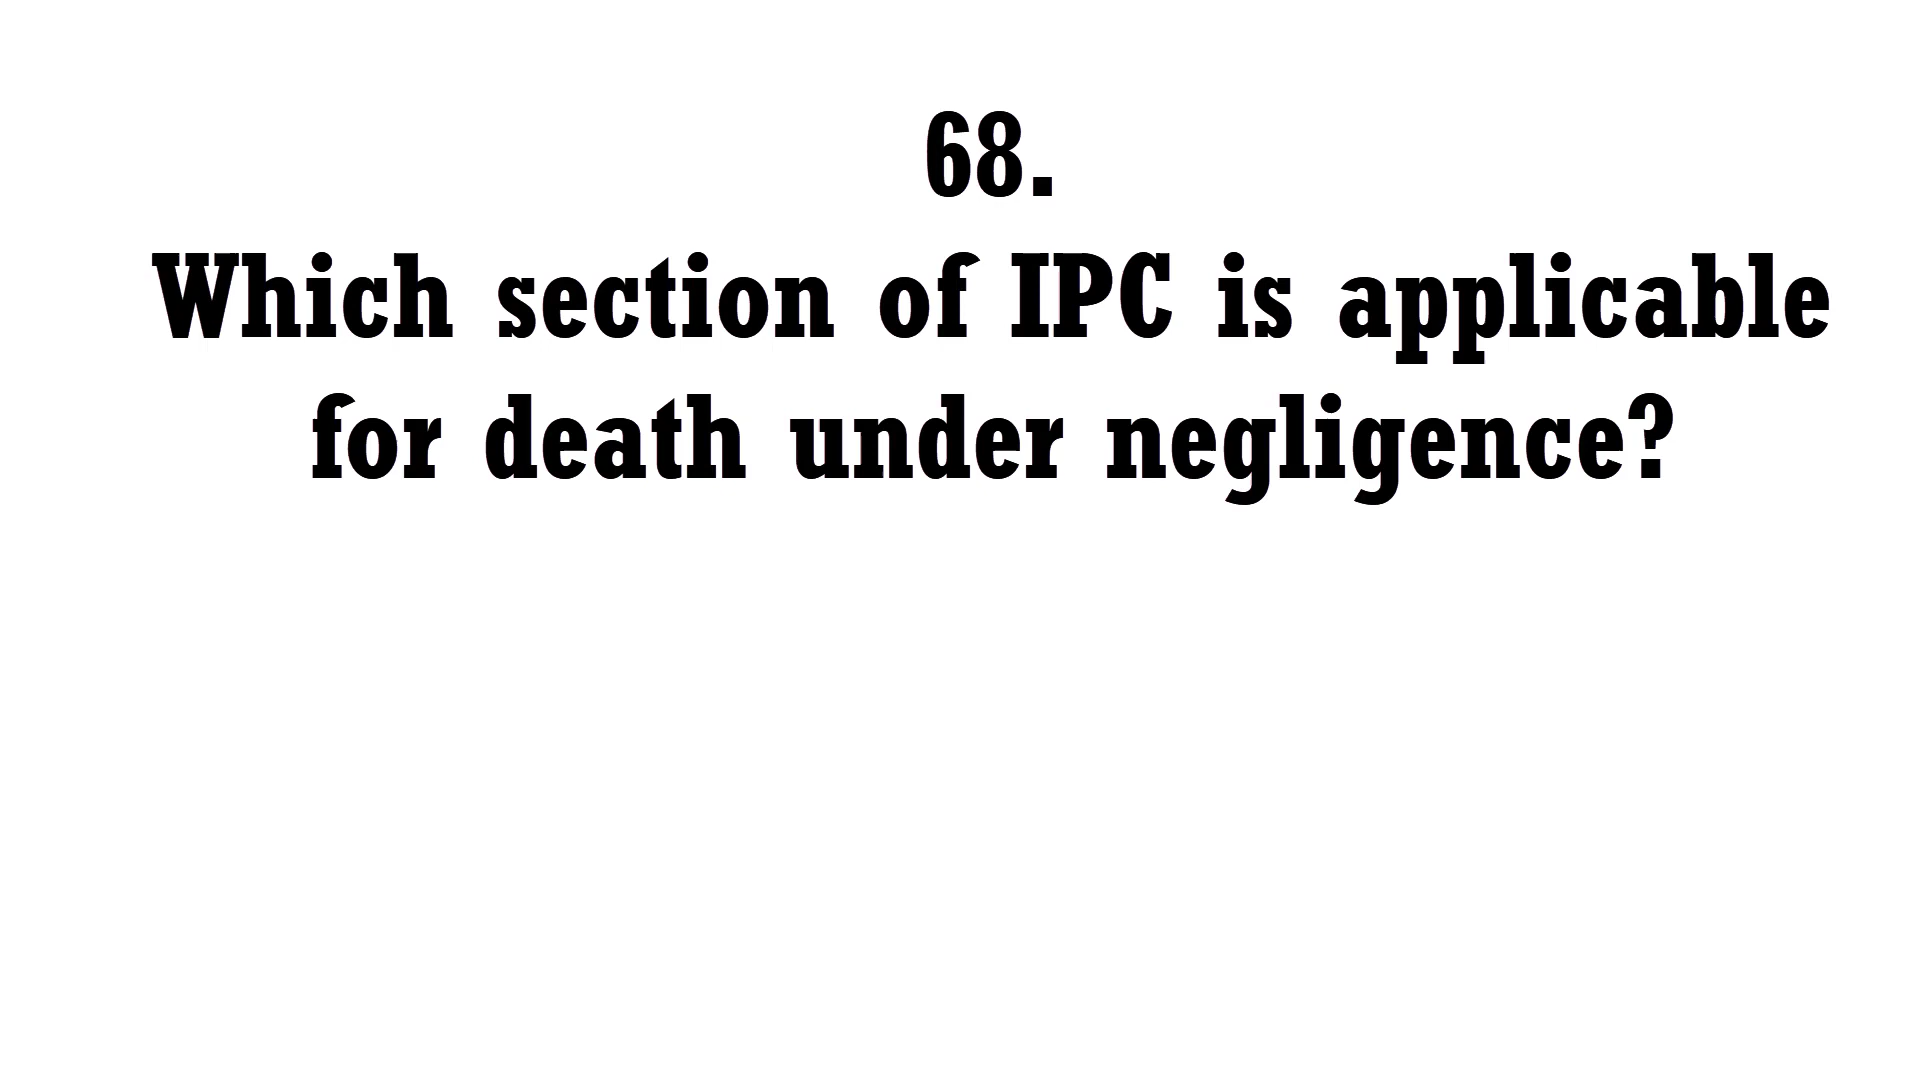 68.
Which section of IPC is applicable
for death under negligence?